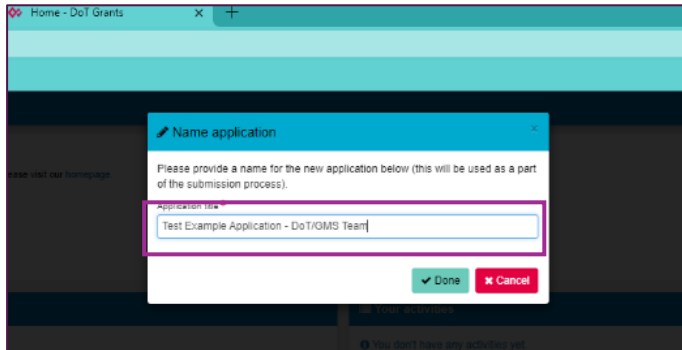 Home - DoT Grants
Name application
Please provide a name for the new application below (this will be used as a part
of the submission process).
ease visit our homepage.
Application title *
Test Example Application - DoT/GMS Team
Done
Cancel
Your activities
You don't have any activities yet